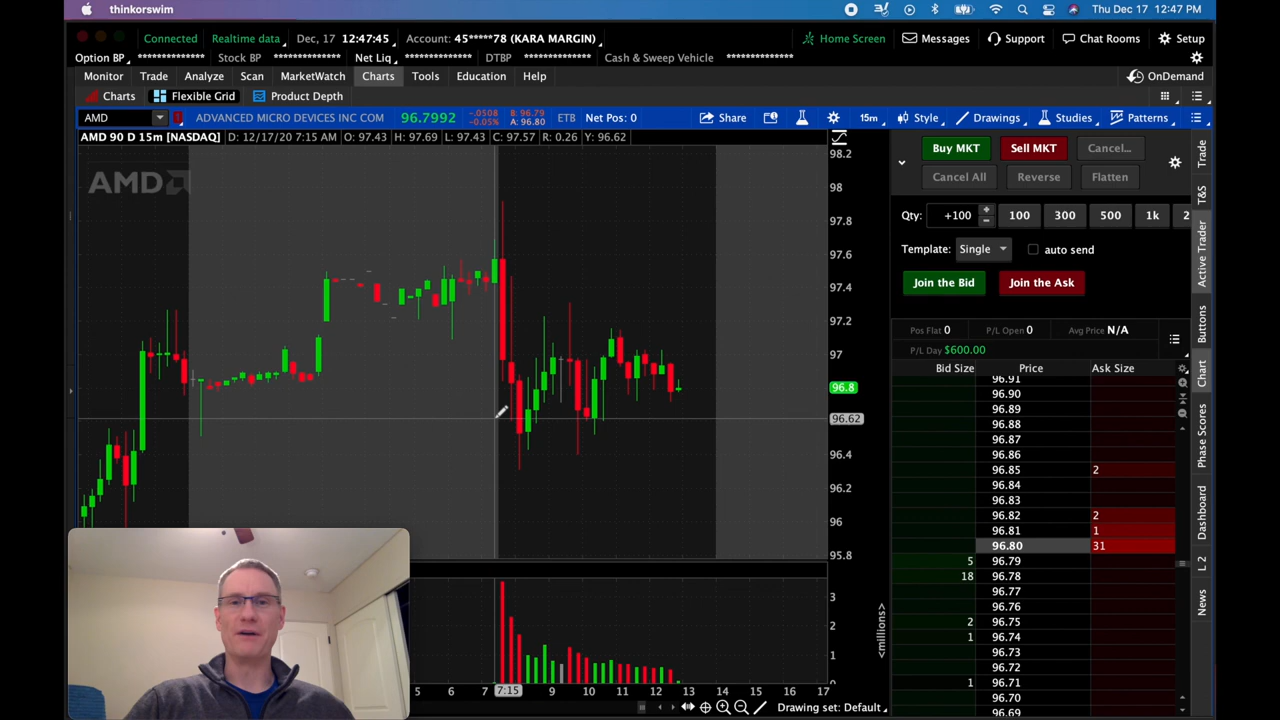 thinkorswim
Thu Dec 17 12:47 PM
Connected Realtime data Dec, 17 12:47:45 Account: 45*****78 (KARA MARGIN) Home Screen Messages Support Chat Rooms Setup
Option BP ************** Stock BP ************** Net Liq ************** DTBP ************** Cash & Sweep Vehicle **************
Monitor Trade Analyze Scan MarketWatch Charts Tools Education Help OnDemand
Charts Flexible Grid Product Depth
AMD ADVANCED MICRO DEVICES INC COM 96.7992 -.0508 -0.05% B: 96.79 A: 96.80 ETB Net Pos: 0 Share 15m Style Drawings Studies Patterns
AMD 90 D 15m [NASDAQ] D: 12/17/20 7:15 AM O: 97.43 H: 97.69 L: 97.43 C: 97.57 R: 0.26 Y: 96.62
AMD
98.2
98
97.8
97.6
97.4
97.2
97
96.8
96.62
96.4
96.2
96
95.8
3
2
1
0
<millions>
5 6 7 7:15 9 10 11 12 13 14 15 16 17
Drawing set: Default
Buy MKT Sell MKT Cancel...
Cancel All Reverse Flatten
Qty: +100 100 300 500 1k 2
Template: Single auto send
Join the Bid Join the Ask
Pos Flat 0 P/L Open 0 Avg Price N/A
P/L Day $600.00
Bid Size Price Ask Size
96.91
96.90
96.89
96.88
96.87
96.86
96.85 2
96.84
96.83
96.82 2
96.81 1
96.80 31
5 96.79
18 96.78
96.77
96.76
2 96.75
1 96.74
96.73
96.72
1 96.71
96.70
96.69
Trade
T&S
Active Trader
Buttons
Chart
Phase Scores
Dashboard
L 2
News